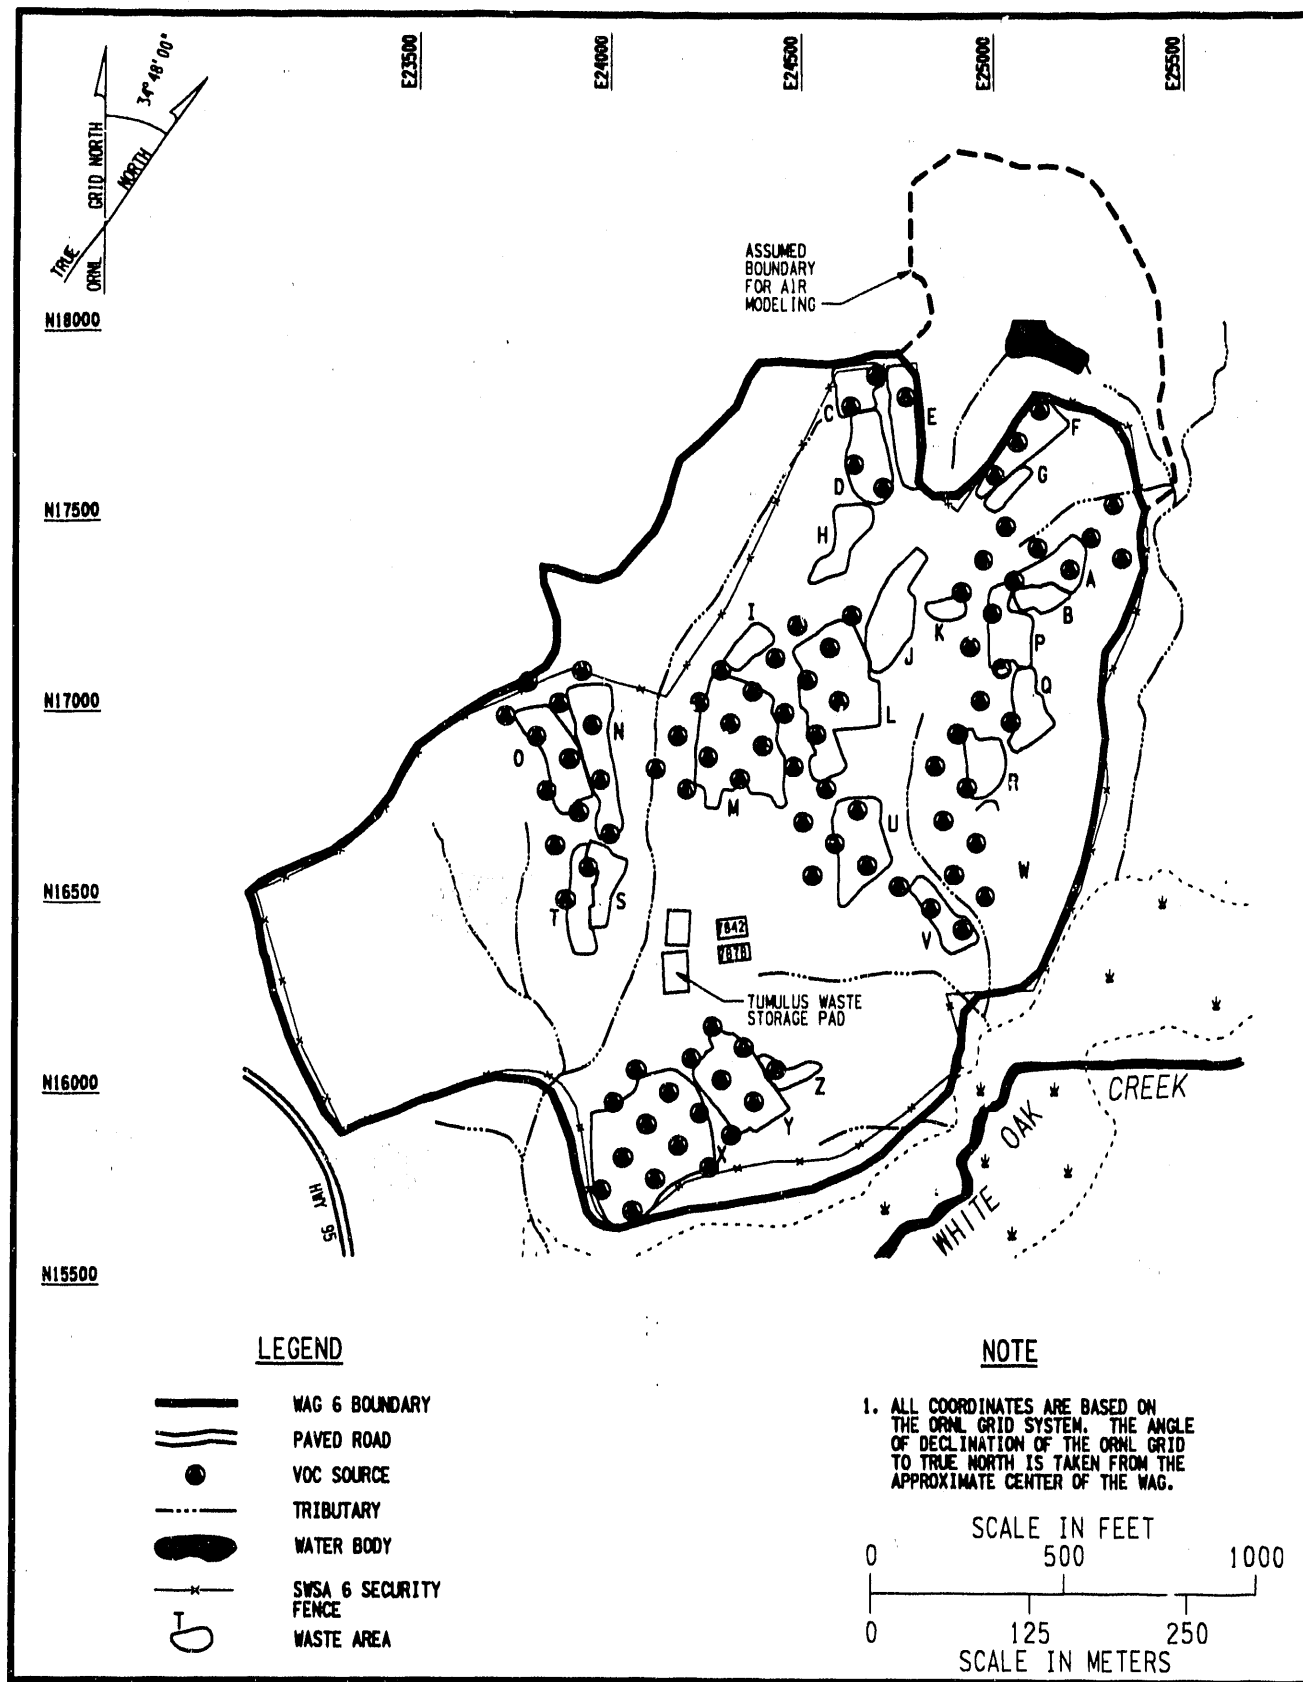 E23500
E24000
E24500
E25000
E25500
34° 48' 00"
GRID NORTH
NORTH
TRUE
ORNL
ASSUMED
BOUNDARY
FOR AIR
MODELING
N18000
N17500
N17000
N16500
N16000
N15500
C
E
F
D
G
H
A
B
I
K
P
J
Q
L
N
O
R
M
U
W
S
T
V
7842
7878
TUMULUS WASTE
STORAGE PAD
Z
Y
X
HWY 95
WHITE OAK CREEK
LEGEND
WAG 6 BOUNDARY
PAVED ROAD
VOC SOURCE
TRIBUTARY
WATER BODY
SWSA 6 SECURITY
FENCE
T
WASTE AREA
NOTE
1. ALL COORDINATES ARE BASED ON
THE ORNL GRID SYSTEM. THE ANGLE
OF DECLINATION OF THE ORNL GRID
TO TRUE NORTH IS TAKEN FROM THE
APPROXIMATE CENTER OF THE WAG.
SCALE IN FEET
0 500 1000
0 125 250
SCALE IN METERS